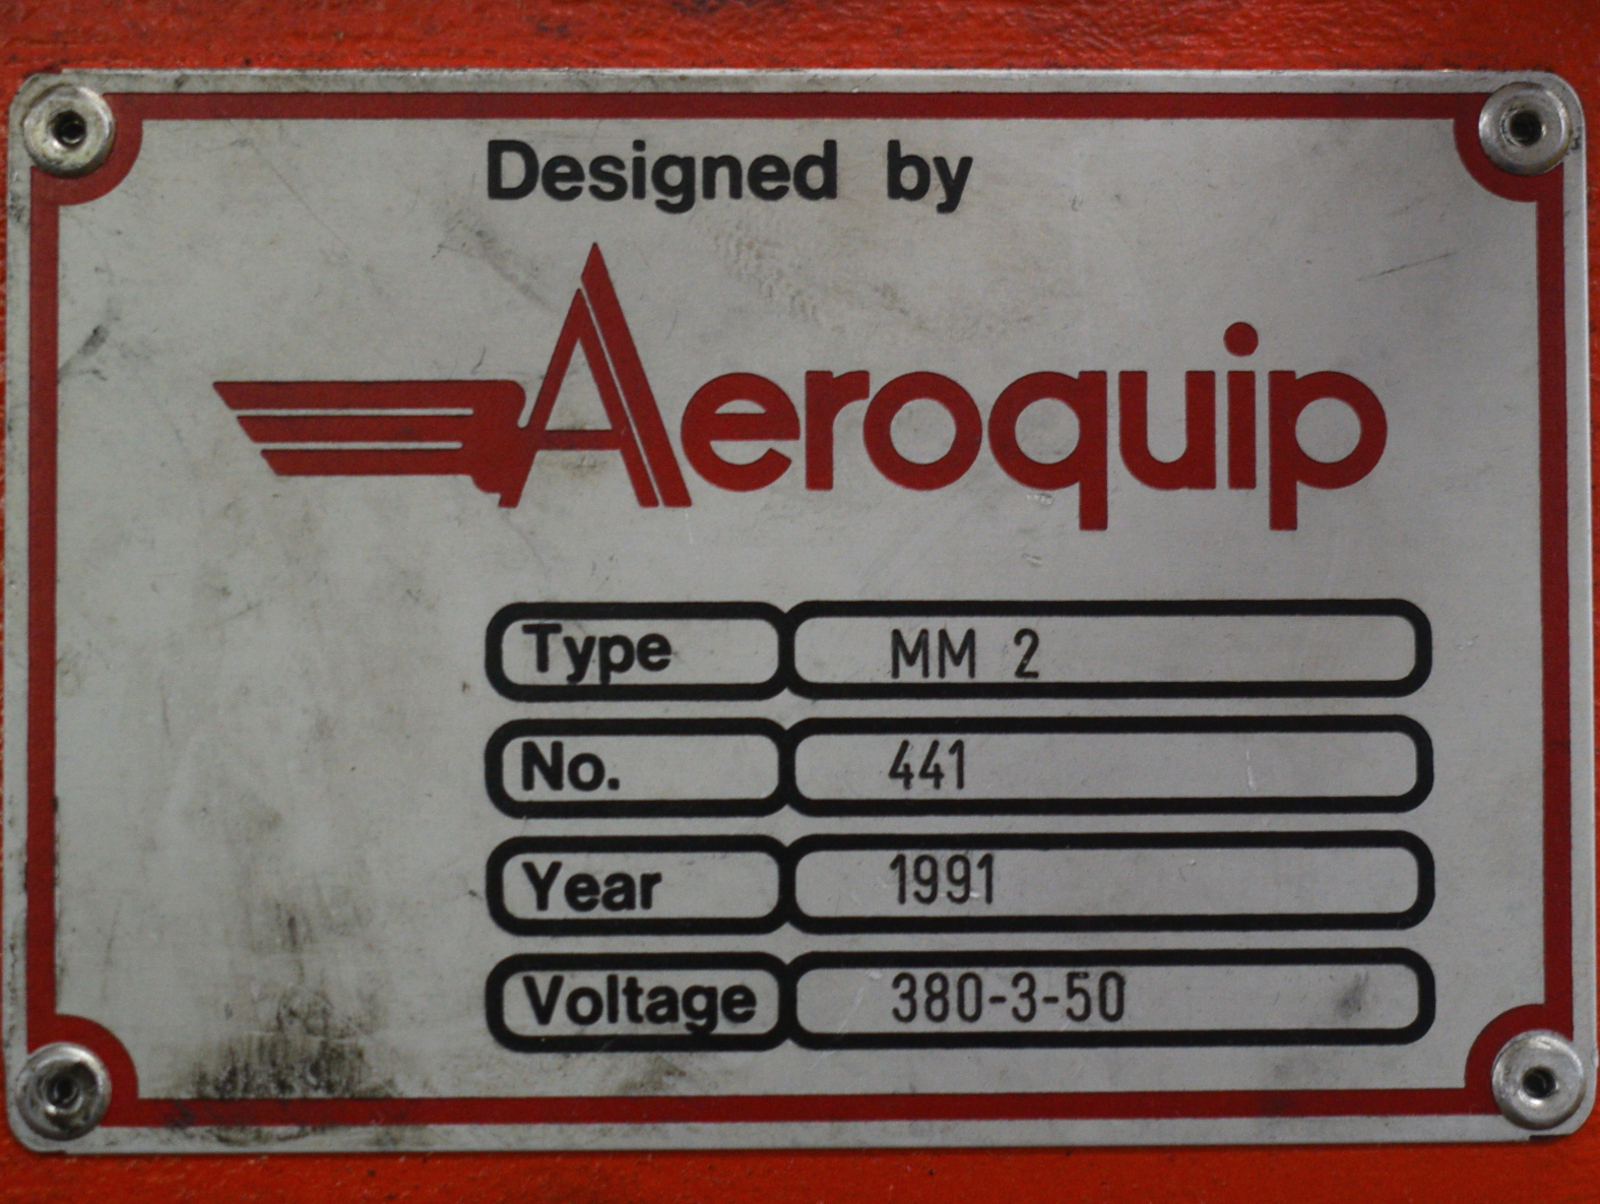 Designed by
Aeroquip
Type MM 2
No. 441
Year 1991
Voltage 380-3-50